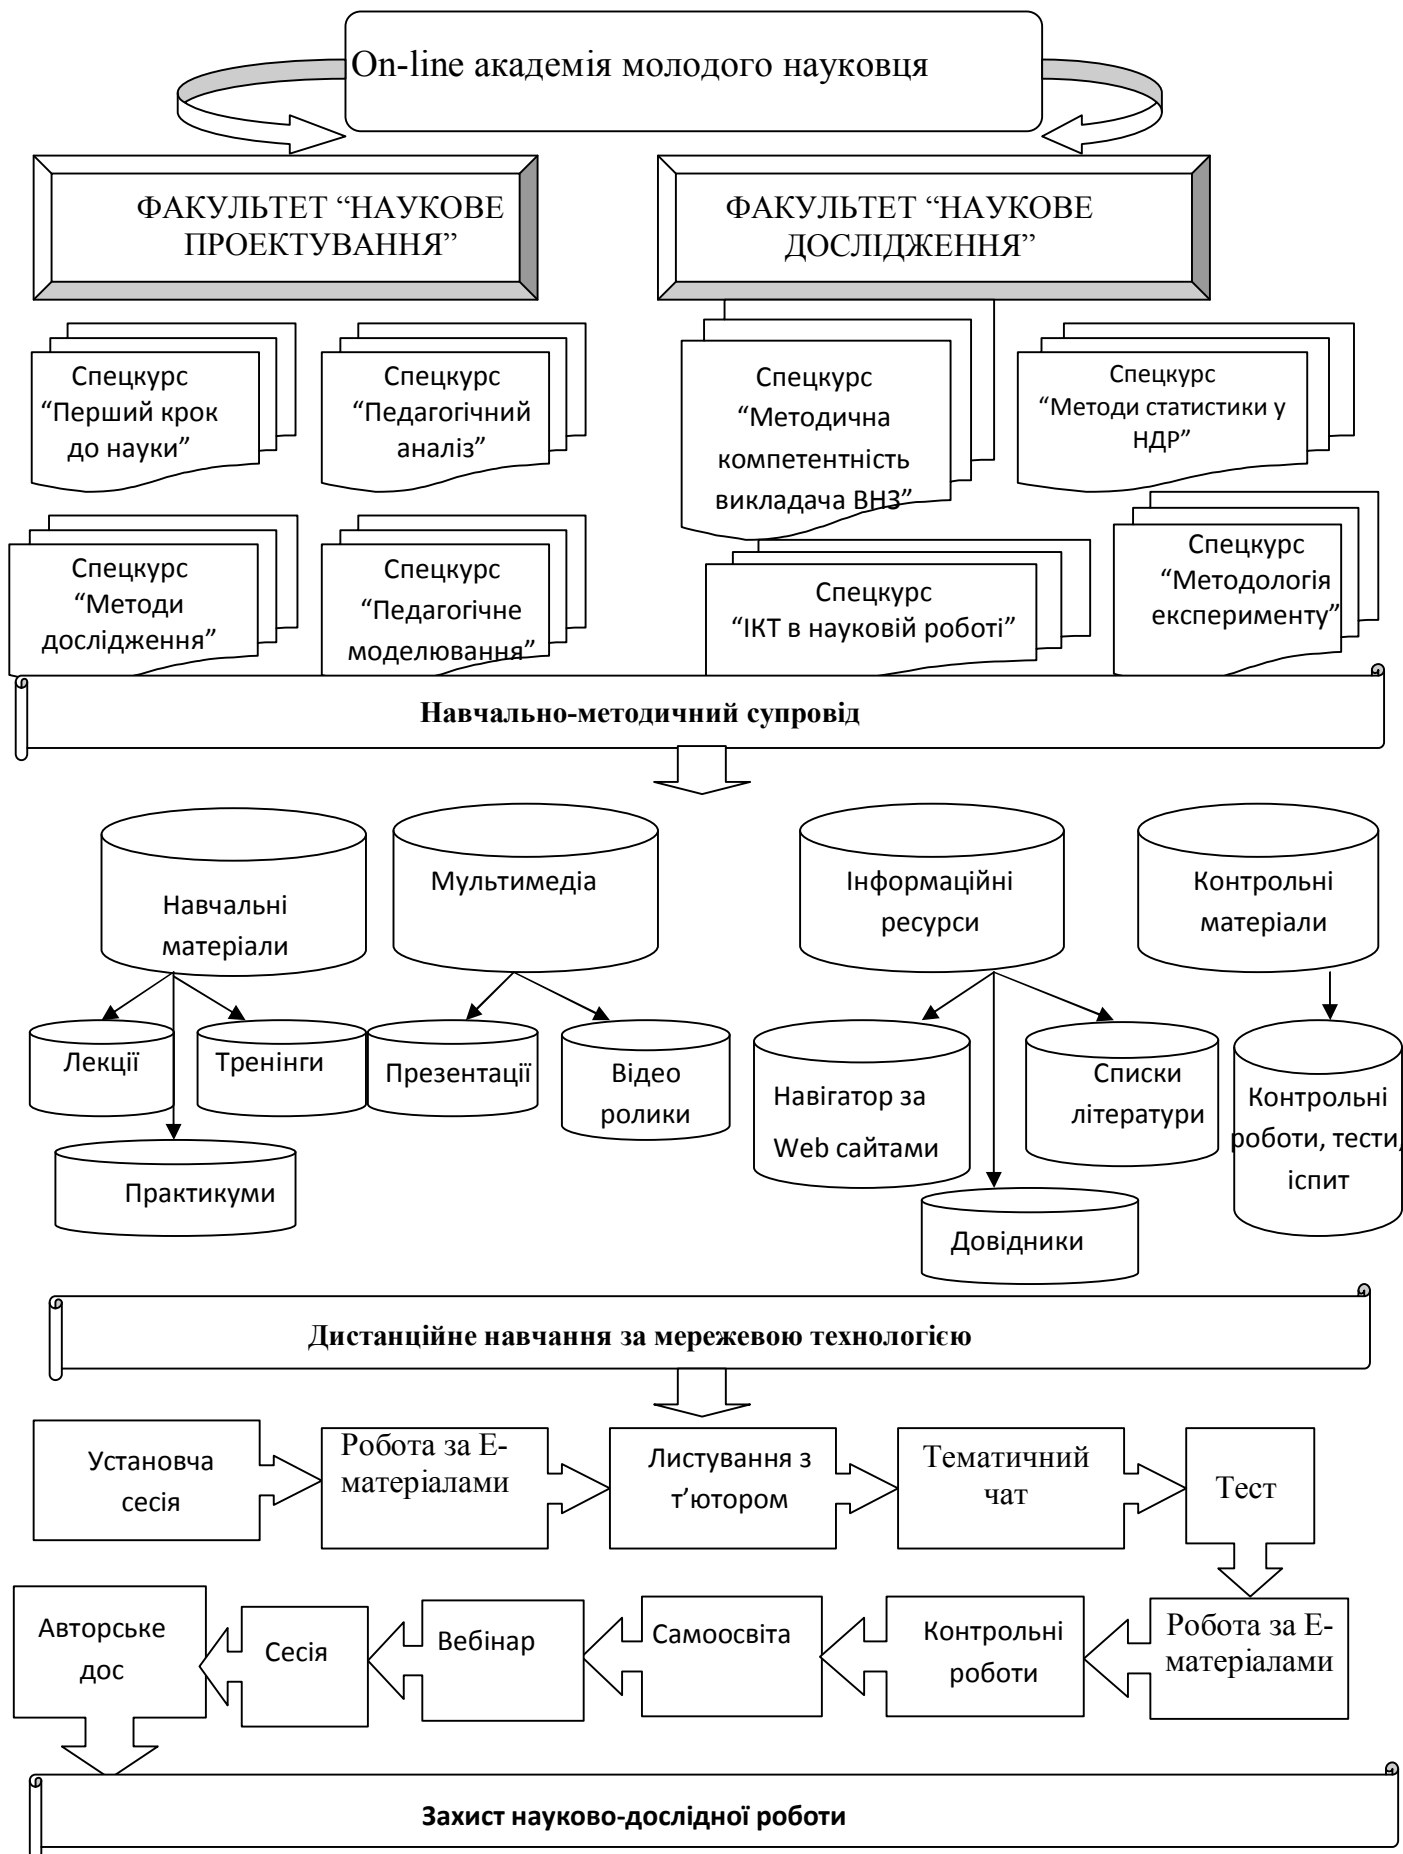 On-line академія молодого науковця
ФАКУЛЬТЕТ “НАУКОВЕ
ПРОЕКТУВАННЯ”
ФАКУЛЬТЕТ “НАУКОВЕ
ДОСЛІДЖЕННЯ”
Спецкурс
“Перший крок
до науки”
Спецкурс
“Педагогічний
аналіз”
Спецкурс
“Методична
компетентність
викладача ВНЗ”
Спецкурс
“Методи статистики у
НДР”
Спецкурс
“Методи
дослідження”
Спецкурс
“Педагогічне
моделювання”
Спецкурс
“ІКТ в науковій роботі”
Спецкурс
“Методологія
експерименту”
Навчально-методичний супровід
Навчальні
матеріали
Мультимедіа
Інформаційні
ресурси
Контрольні
матеріали
Лекції
Тренінги
Презентації
Відео
ролики
Навігатор за
Web сайтами
Списки
літератури
Контрольні
роботи, тести,
іспит
Практикуми
Довідники
Дистанційне навчання за мережевою технологією
Установча
сесія
Робота за Е-
матеріалами
Листування з
т’ютором
Тематичний
чат
Тест
Авторське
дос
Сесія
Вебінар
Самоосвіта
Контрольні
роботи
Робота за Е-
матеріалами
Захист науково-дослідної роботи